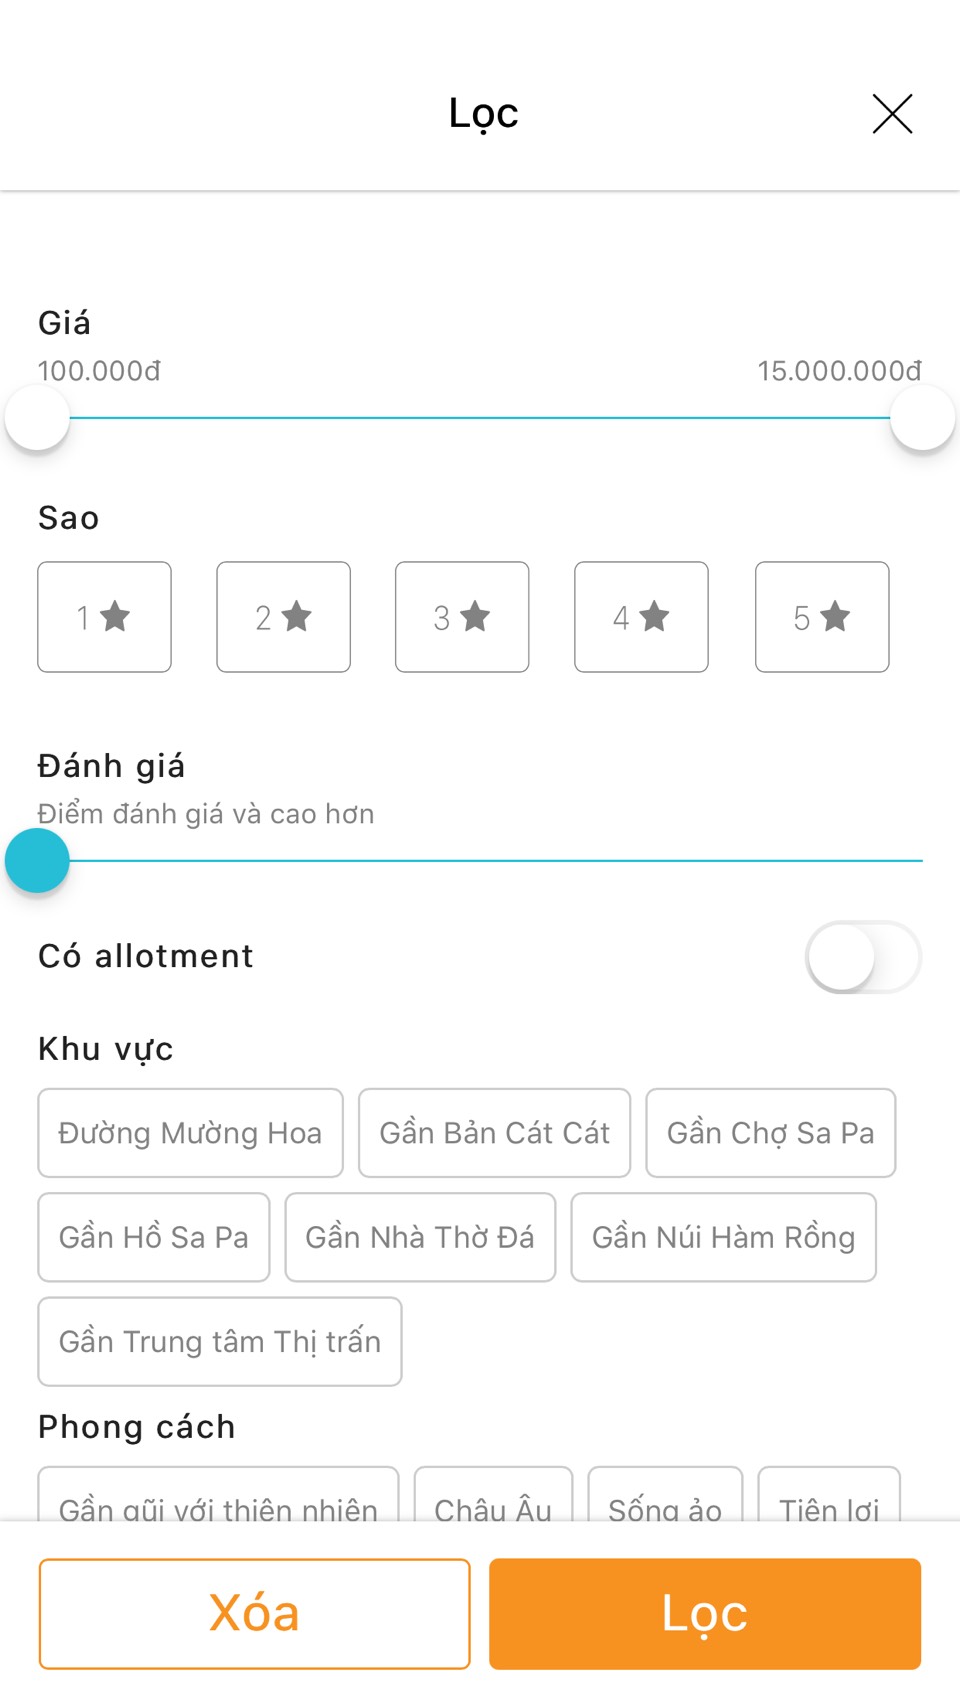 Lọc
Giá
100.000đ 15.000.000đ
Sao
1 2 3 4 5
Đánh giá
Điểm đánh giá và cao hơn
Có allotment
Khu vực
Đường Mường Hoa Gần Bản Cát Cát Gần Chợ Sa Pa
Gần Hồ Sa Pa Gần Nhà Thờ Đá Gần Núi Hàm Rồng
Gần Trung tâm Thị trấn
Phong cách
Gần gũi với thiên nhiên Châu Âu Sống ảo Tiện lợi
Xóa Lọc